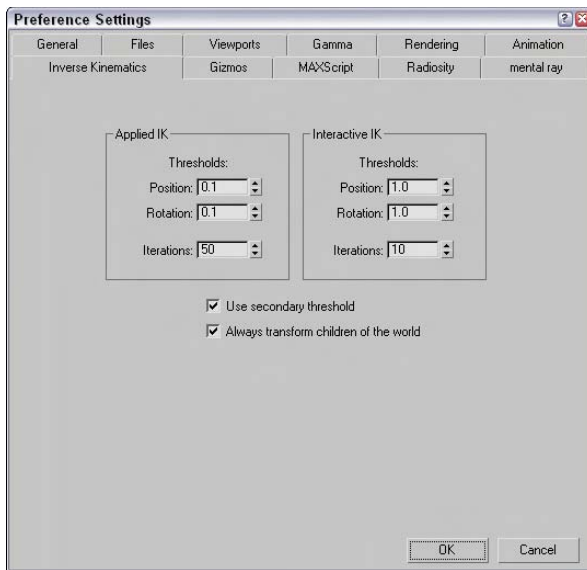 Preference Settings
General Files Viewports Gamma Rendering Animation
Inverse Kinematics Gizmos MAXScript Radiosity mental ray
Applied IK
Thresholds:
Position: 0.1
Rotation: 0.1
Iterations: 50
Interactive IK
Thresholds:
Position: 1.0
Rotation: 1.0
Iterations: 10
Use secondary threshold
Always transform children of the world
OK Cancel